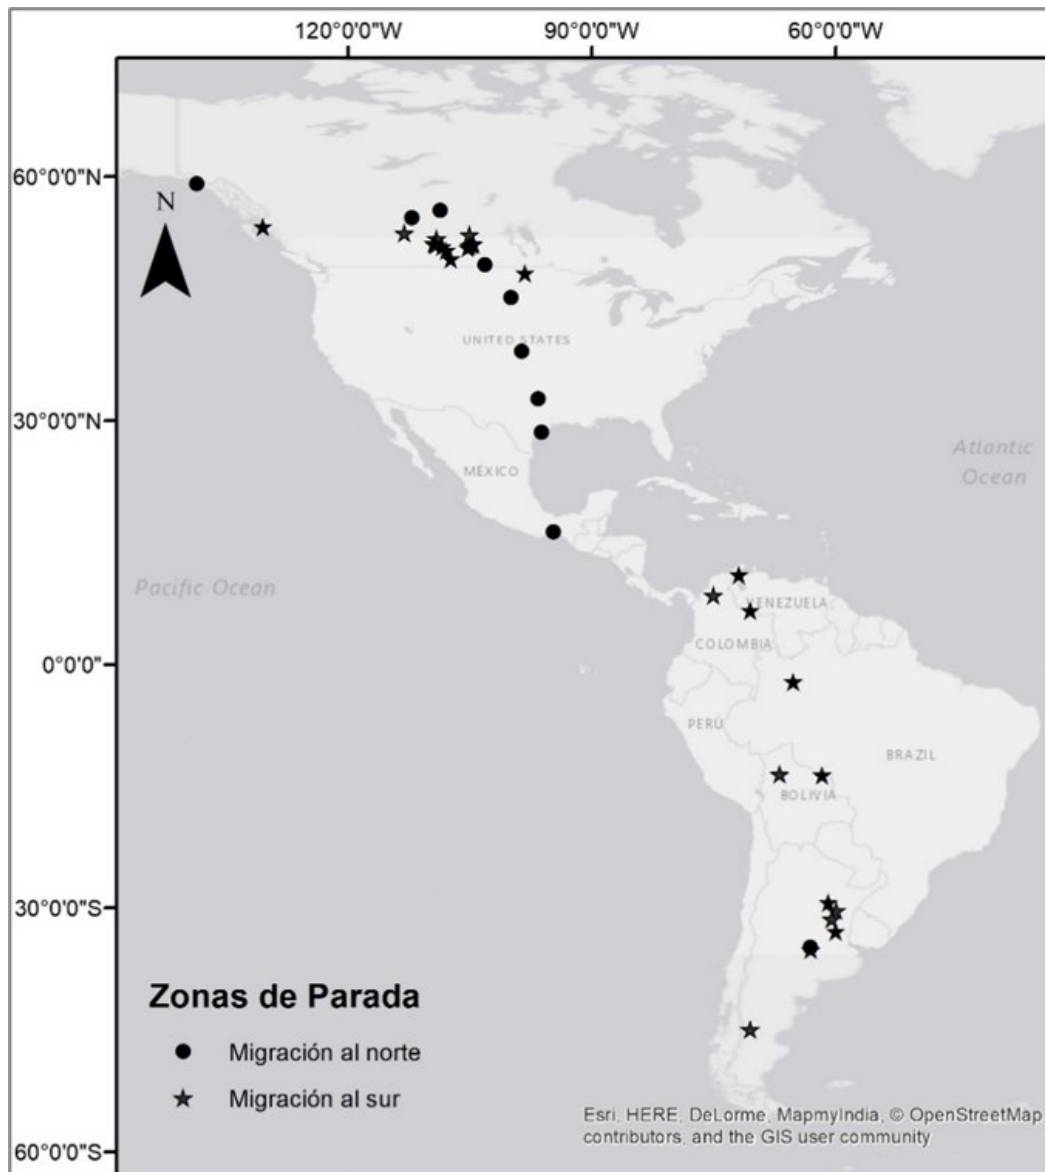 120°0'0"W 90°0'0"W 60°0'0"W
60°0'0"N
N
UNITED STATES
30°0'0"N
Atlantic
Ocean
MÉXICO
Pacific Ocean
VENEZUELA
COLOMBIA
0°0'0"
PERÚ
BRAZIL
BOLIVIA
30°0'0"S
Zonas de Parada
Migración al norte
Migración al sur
Esri, HERE, DeLorme, MapmyIndia, © OpenStreetMap
contributors, and the GIS user community
60°0'0"S